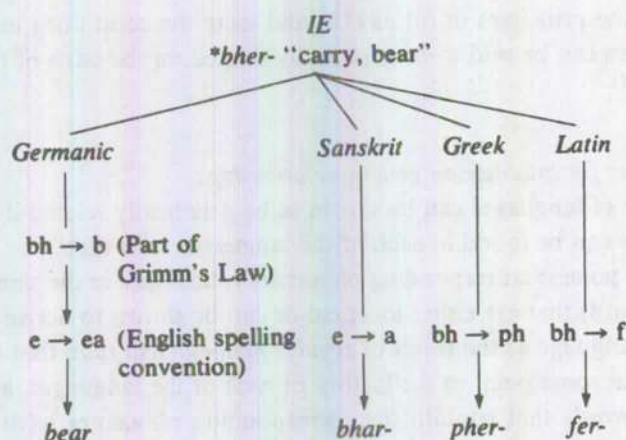 IE
*bher- “carry, bear”
Germanic Sanskrit Greek Latin
bh → b (Part of
Grimm's Law)
e → ea (English spelling e → a bh → ph bh → f
convention)
bear bhar- pher- fer-